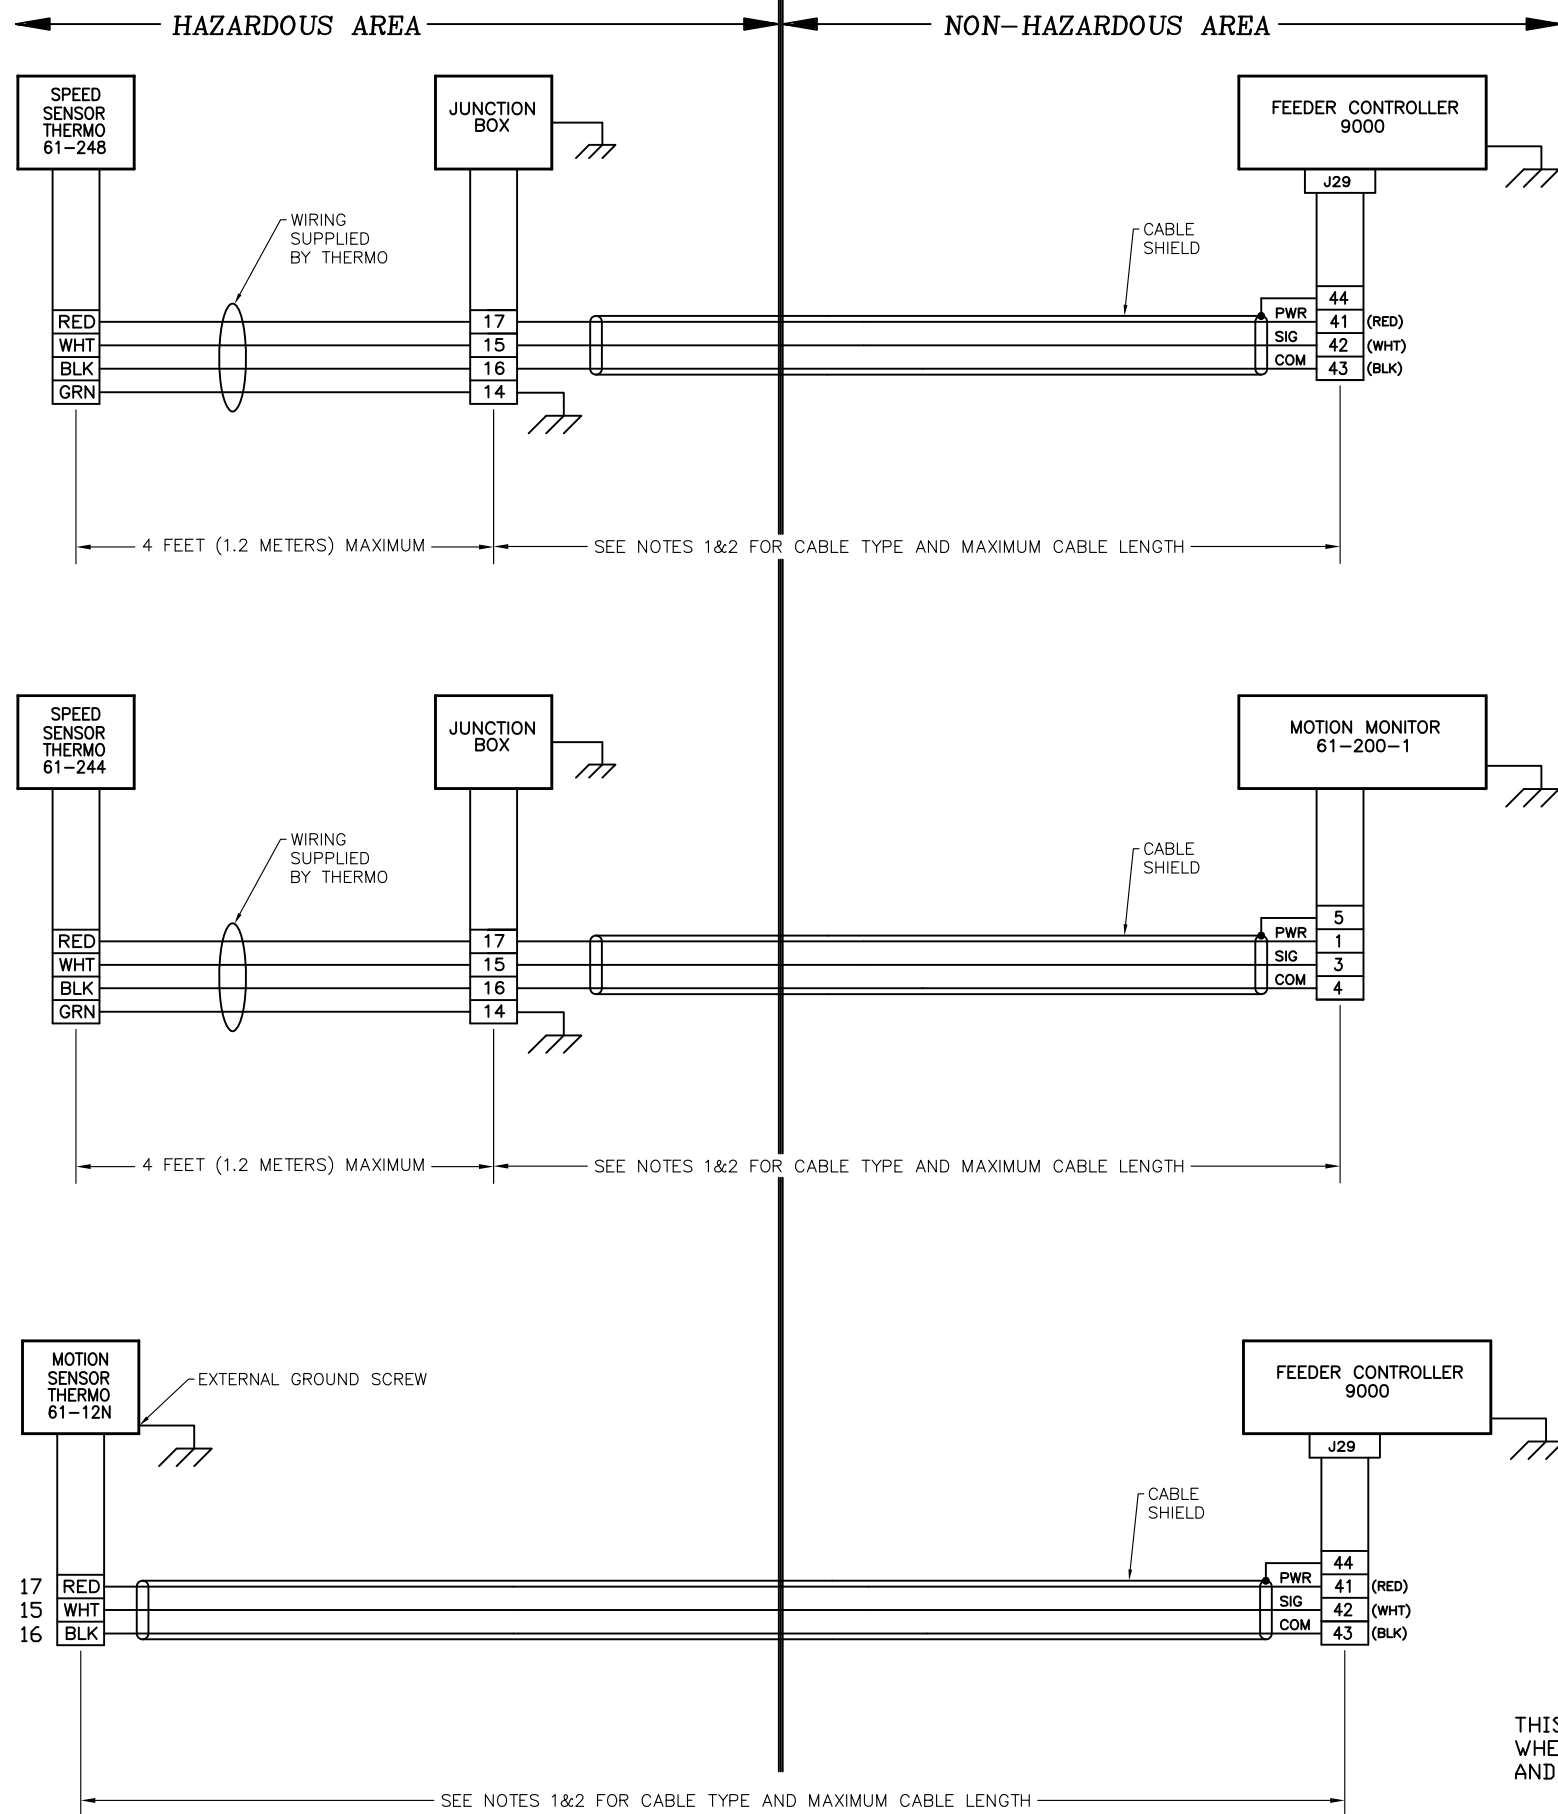 HAZARDOUS AREA
NON-HAZARDOUS AREA
SPEED
SENSOR
THERMO
61-248
JUNCTION
BOX
FEEDER CONTROLLER
9000
J29
WIRING
SUPPLIED
BY THERMO
CABLE
SHIELD
44
RED
17
PWR
41
(RED)
WHT
15
SIG
42
(WHT)
BLK
16
COM
43
(BLK)
GRN
14
4 FEET (1.2 METERS) MAXIMUM
SEE NOTES 1&2 FOR CABLE TYPE AND MAXIMUM CABLE LENGTH
SPEED
SENSOR
THERMO
61-244
JUNCTION
BOX
MOTION MONITOR
61-200-1
WIRING
SUPPLIED
BY THERMO
CABLE
SHIELD
5
RED
17
PWR
1
WHT
15
SIG
3
BLK
16
COM
4
GRN
14
4 FEET (1.2 METERS) MAXIMUM
SEE NOTES 1&2 FOR CABLE TYPE AND MAXIMUM CABLE LENGTH
MOTION
SENSOR
THERMO
61-12N
EXTERNAL GROUND SCREW
FEEDER CONTROLLER
9000
J29
CABLE
SHIELD
44
17
RED
PWR
41
(RED)
15
WHT
SIG
42
(WHT)
16
BLK
COM
43
(BLK)
THIS
WHE
AND
SEE NOTES 1&2 FOR CABLE TYPE AND MAXIMUM CABLE LENGTH